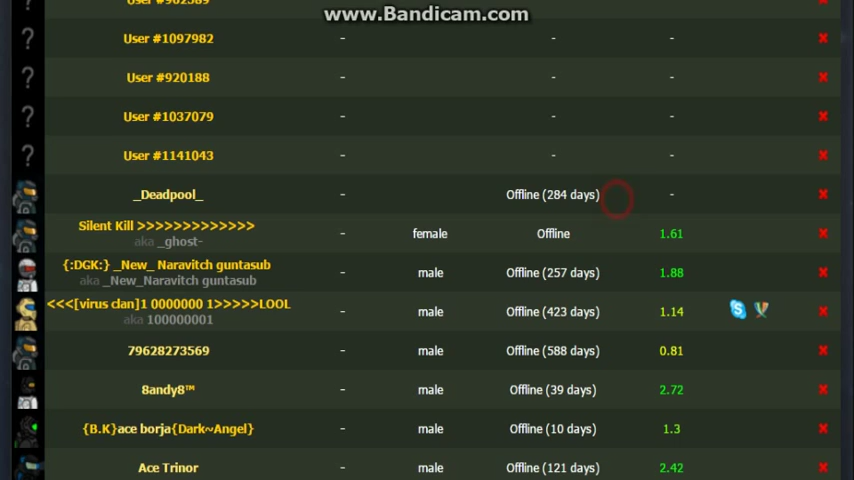 www.Bandicam.com
User #902589
?
User #1097982 - - - ✖
?
User #920188 - - - ✖
?
User #1037079 - - - ✖
?
User #1141043 - - - ✖
_Deadpool_ - Offline (284 days) - ✖
Silent Kill >>>>>>>>>>>>>
aka _ghost-
- female Offline 1.61 ✖
{:DGK:} _New_ Naravitch guntasub
aka _New_Naravitch guntasub
- male Offline (257 days) 1.88 ✖
<<<[virus clan]1 0000000 1>>>>>LOOL
aka 100000001
- male Offline (423 days) 1.14 ✖
79628273569 - male Offline (588 days) 0.81 ✖
8andy8™ - male Offline (39 days) 2.72 ✖
{B.K}ace borja{Dark~Angel} - male Offline (10 days) 1.3 ✖
Ace Trinor - male Offline (121 days) 2.42 ✖